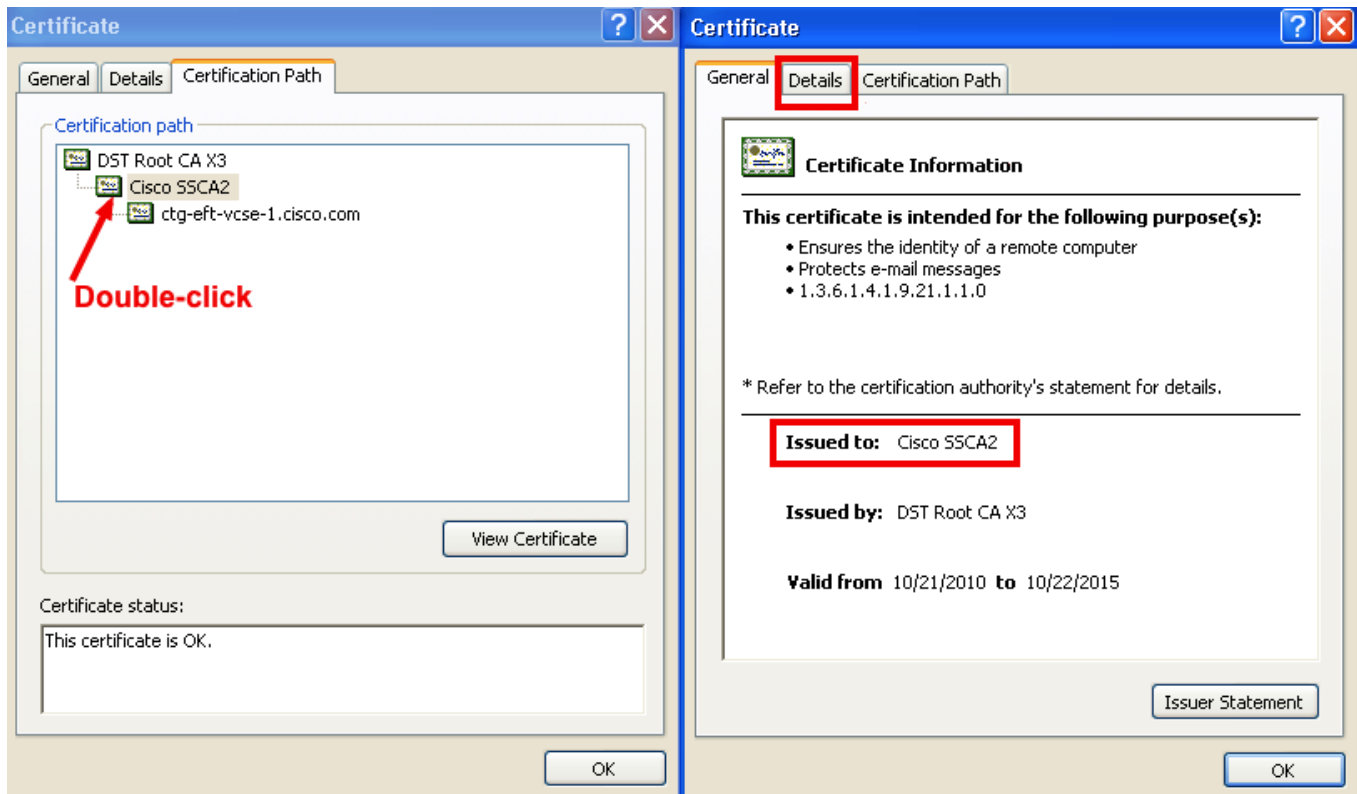 Certificate
General Details Certification Path
Certification path
DST Root CA X3
Cisco SSCA2
ctg-eft-vcse-1.cisco.com
Double-click
View Certificate
Certificate status:
This certificate is OK.
OK
Certificate
General Details Certification Path
Certificate Information
This certificate is intended for the following purpose(s):
• Ensures the identity of a remote computer
• Protects e-mail messages
• 1.3.6.1.4.1.9.21.1.1.0
* Refer to the certification authority's statement for details.
Issued to: Cisco SSCA2
Issued by: DST Root CA X3
Valid from 10/21/2010 to 10/22/2015
Issuer Statement
OK